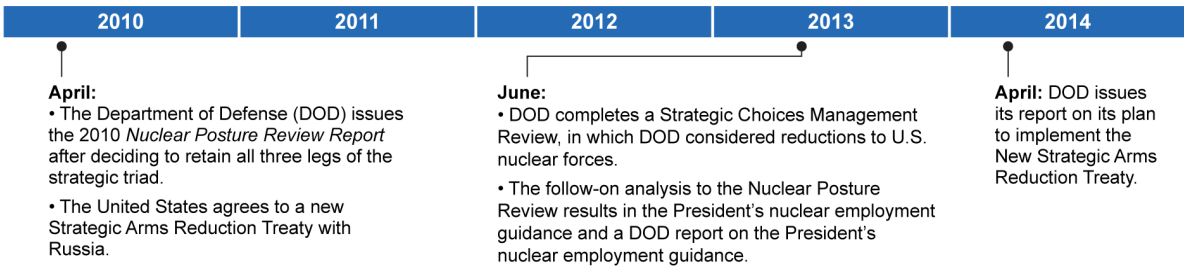 2010 2011 2012 2013 2014
April:
• The Department of Defense (DOD) issues
the 2010 Nuclear Posture Review Report
after deciding to retain all three legs of the
strategic triad.
• The United States agrees to a new
Strategic Arms Reduction Treaty with
Russia.
June:
• DOD completes a Strategic Choices Management
Review, in which DOD considered reductions to U.S.
nuclear forces.
• The follow-on analysis to the Nuclear Posture
Review results in the President’s nuclear employment
guidance and a DOD report on the President’s
nuclear employment guidance.
April: DOD issues
its report on its plan
to implement the
New Strategic Arms
Reduction Treaty.